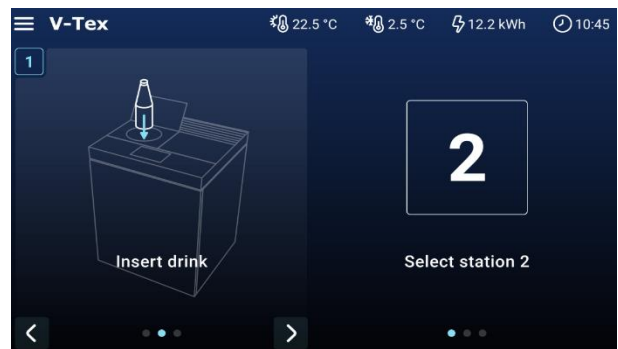 V-Tex 22.5 °C 2.5 °C 12.2 kWh 10:45
1
2
Insert drink
Select station 2